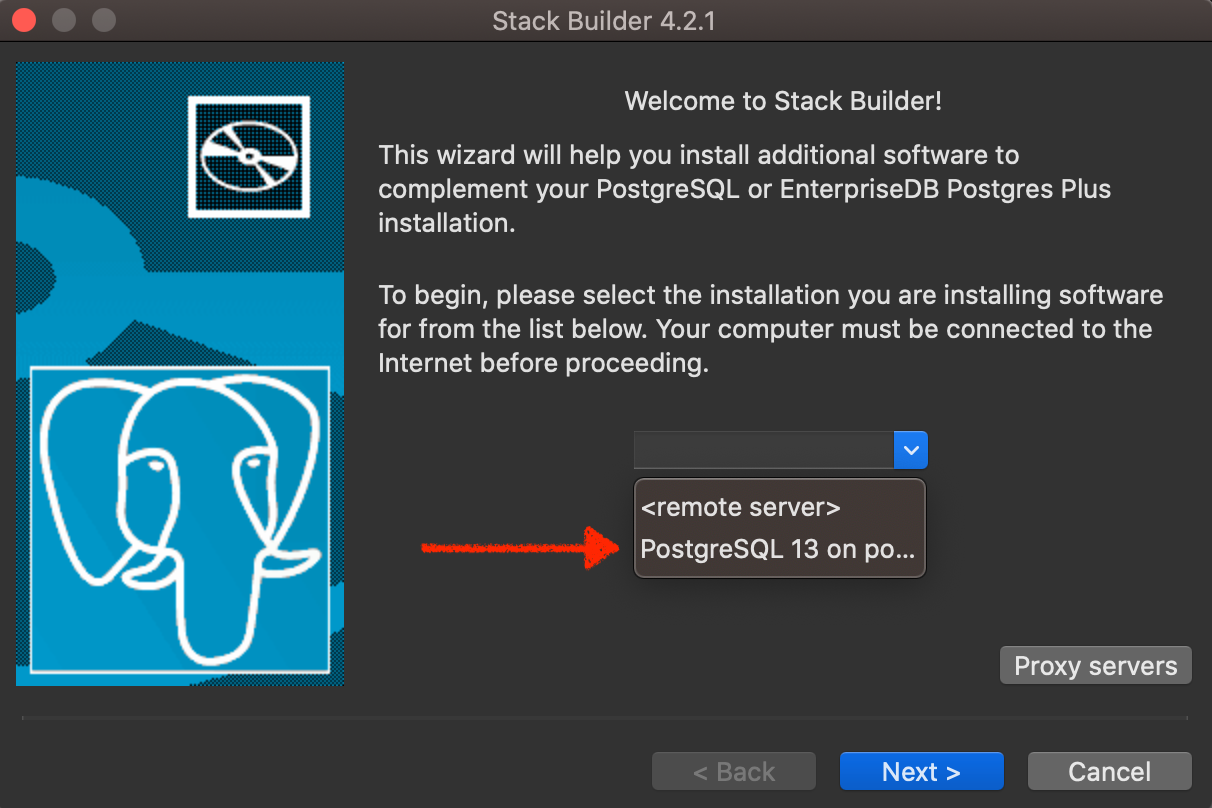 Stack Builder 4.2.1
Welcome to Stack Builder!
This wizard will help you install additional software to
complement your PostgreSQL or EnterpriseDB Postgres Plus
installation.
To begin, please select the installation you are installing software
for from the list below. Your computer must be connected to the
Internet before proceeding.
<remote server>
PostgreSQL 13 on po...
Proxy servers
< Back
Next >
Cancel